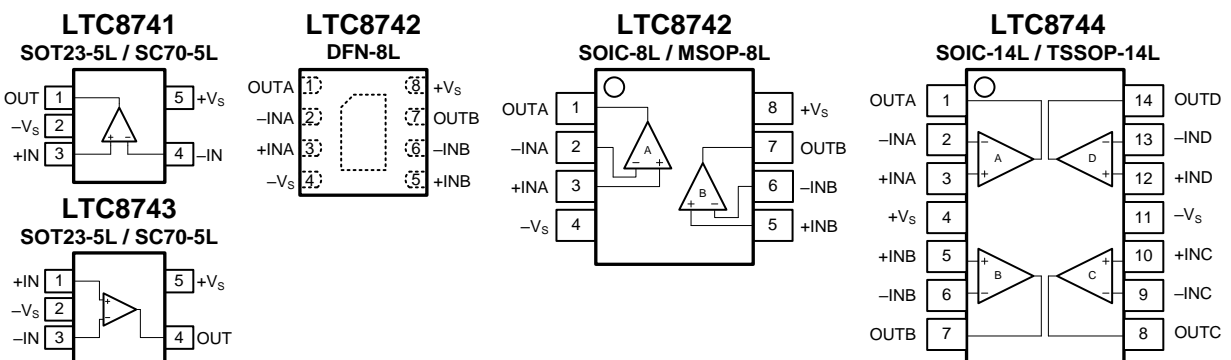 LTC8741
SOT23-5L / SC70-5L
OUT 1
–VS 2
+IN 3
5 +VS
4 –IN
+ –
LTC8743
SOT23-5L / SC70-5L
+IN 1
–VS 2
–IN 3
5 +VS
4 OUT
+
–
LTC8742
DFN-8L
OUTA 1
–INA 2
+INA 3
–VS 4
8 +VS
7 OUTB
6 –INB
5 +INB
LTC8742
SOIC-8L / MSOP-8L
OUTA 1
–INA 2
+INA 3
–VS 4
8 +VS
7 OUTB
6 –INB
5 +INB
A
– +
B
+ –
LTC8744
SOIC-14L / TSSOP-14L
OUTA 1
–INA 2
+INA 3
+VS 4
+INB 5
–INB 6
OUTB 7
14 OUTD
13 –IND
12 +IND
11 –VS
10 +INC
9 –INC
8 OUTC
–
A
+
–
D
+
+
B
–
+
C
–